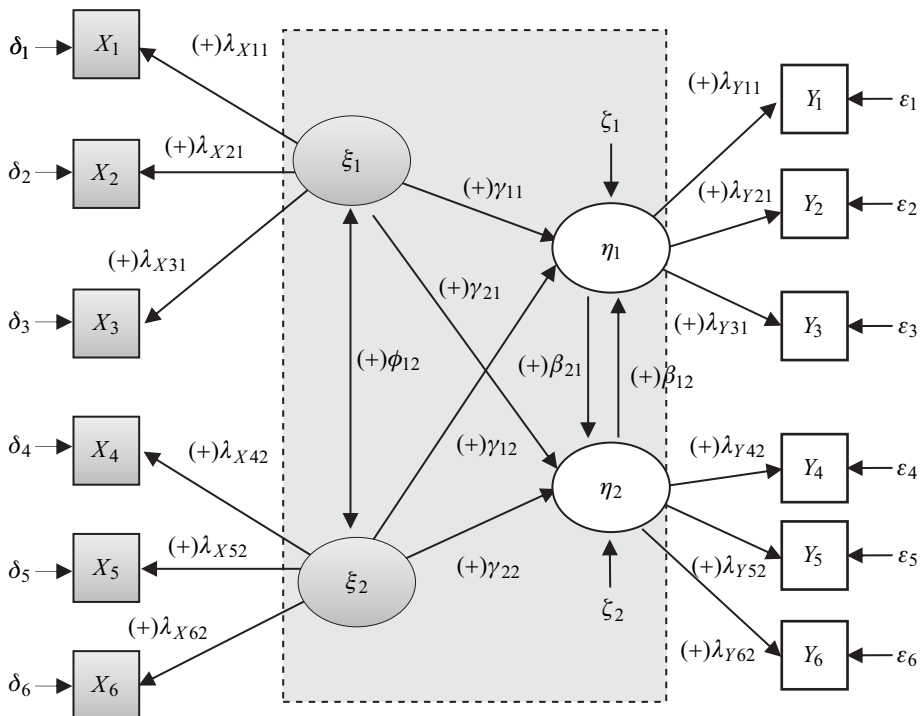 δ1
X1
(+)λX11
δ2
X2
(+)λX21
δ3
X3
(+)λX31
δ4
X4
(+)λX42
δ5
X5
(+)λX52
δ6
X6
(+)λX62
ξ1
ξ2
(+)ϕ12
(+)γ11
(+)γ21
(+)γ12
(+)γ22
ζ1
η1
(+)β21
(+)β12
η2
ζ2
(+)λY11
Y1
ε1
(+)λY21
Y2
ε2
(+)λY31
Y3
ε3
(+)λY42
Y4
ε4
(+)λY52
Y5
ε5
(+)λY62
Y6
ε6